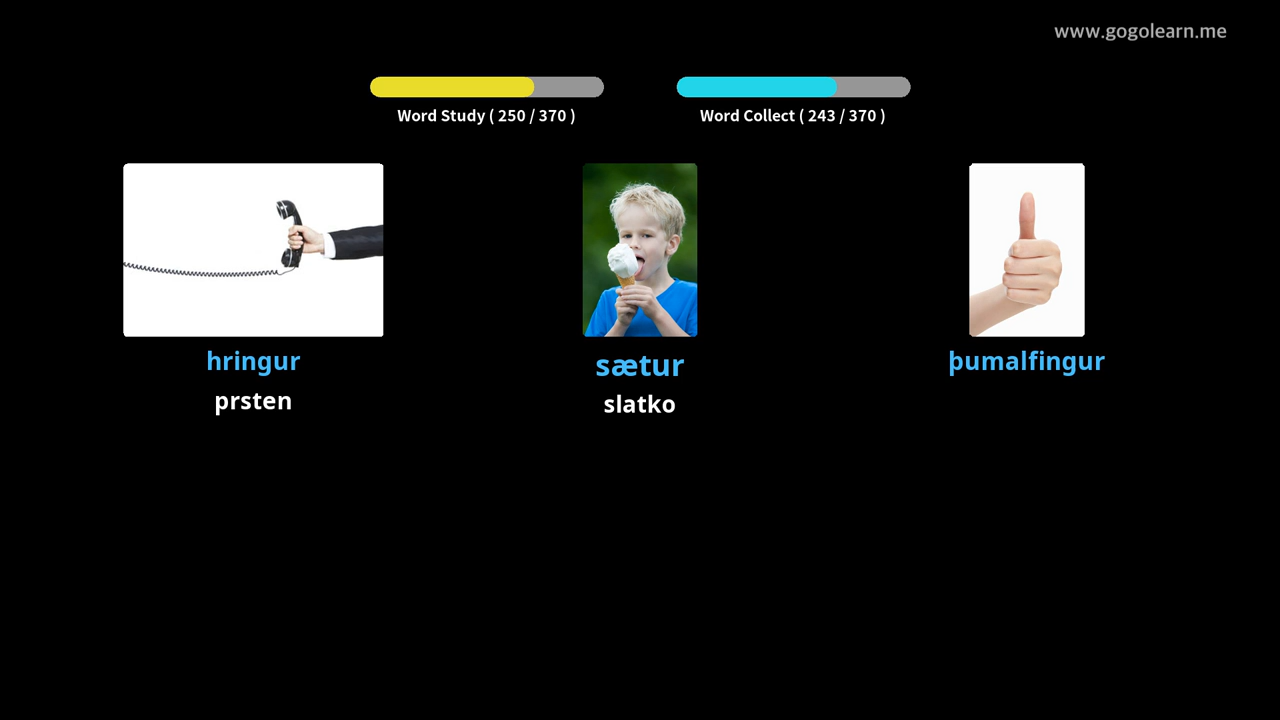 www.gogolearn.me
Word Study ( 250 / 370 )
Word Collect ( 243 / 370 )
hringur
sætur
þumalfingur
prsten
slatko